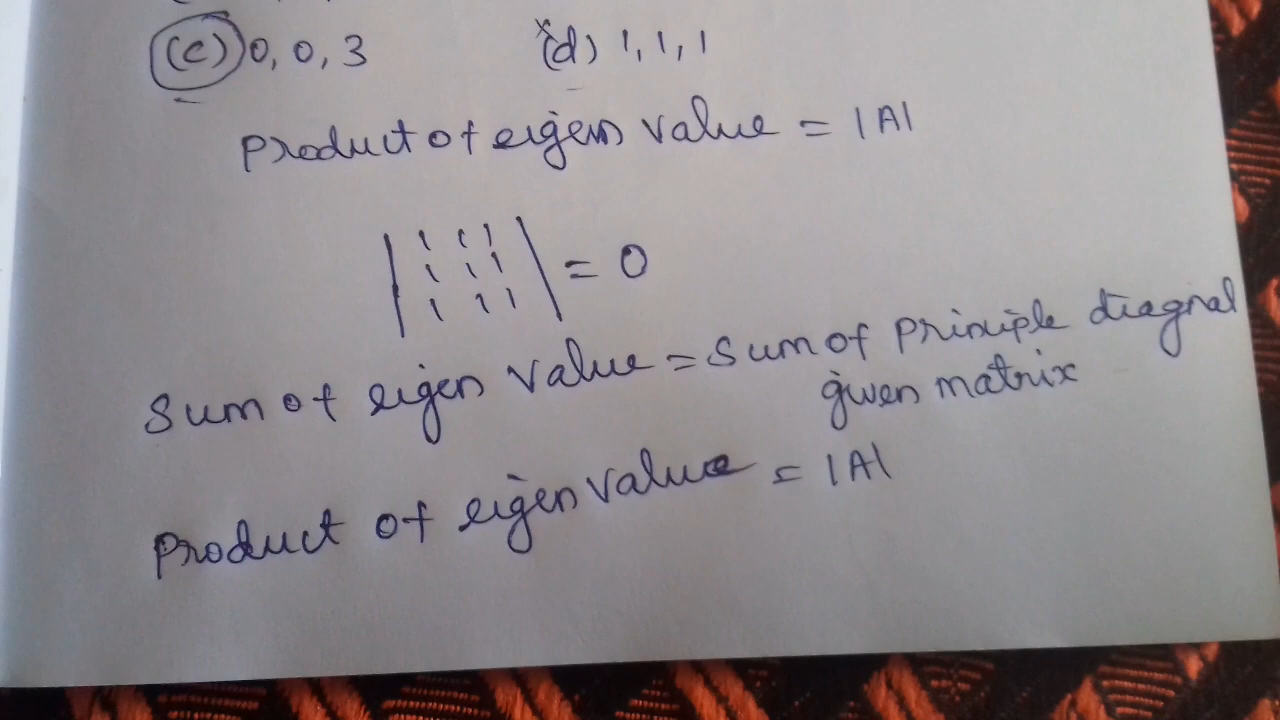 (c) 0, 0, 3 (d) 1, 1, 1
Product of eigen value = |A|
1 1 1
1 1 1 = 0
1 1 1
Sum of eigen value = Sum of principle diagnal
given matrix
Product of eigen value = |A|